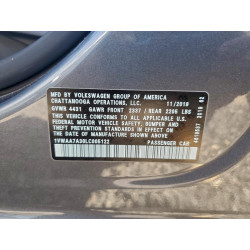 MFD. BY VOLKSWAGEN GROUP OF AMERICA
CHATTANOOGA OPERATIONS, LLC. 11/2019
GVWR 4431 GAWR FRONT 2337 / REAR 2205 LBS
THIS VEHICLE CONFORMS TO ALL APPLICABLE
FEDERAL MOTOR VEHICLE SAFETY, BUMPER, AND
THEFT PREVENTION STANDARDS IN EFFECT ON THE
DATE OF MANUFACTURE SHOWN ABOVE.
1VWAA7A30LC005122 PASSENGER CAR